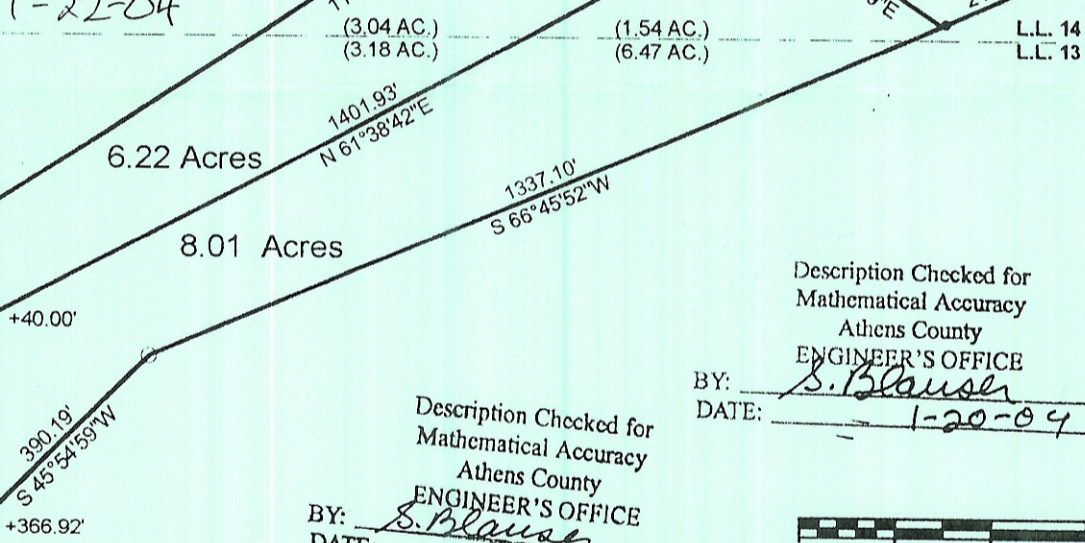 1-22-04
(3.04 AC.)
(3.18 AC.)
(1.54 AC.)
(6.47 AC.)
L.L. 14
L.L. 13
1401.93'
N 61°38'42"E
6.22 Acres
1337.10'
S 66°45'52"W
8.01 Acres
+40.00'
390.19'
S 45°54'59"W
+366.92'
Description Checked for
Mathematical Accuracy
Athens County
ENGINEER'S OFFICE
BY: S. Blauser
DATE: 1-20-04
Description Checked for
Mathematical Accuracy
Athens County
ENGINEER'S OFFICE
BY: S. Blauser
DATE